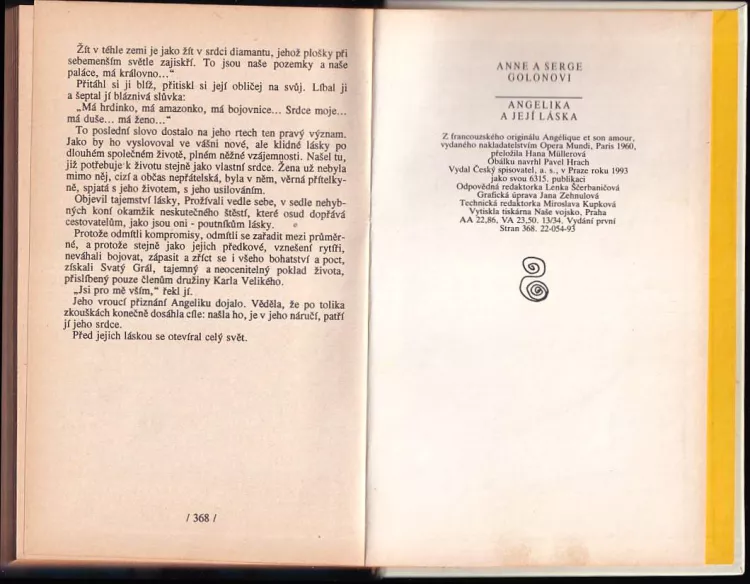 Žít v téhle zemi je jako žít v srdci diamantu, jehož plošky při
sebemenším světle zajiskří. To jsou naše pozemky a naše
paláce, má královno...“
Přitáhl si ji blíž, přitiskl si její obličej na svůj. Líbal ji
a šeptal jí bláznivá slůvka:
„Má hrdinko, má amazonko, má bojovnice... Srdce moje...
má duše... má ženo...“
To poslední slovo dostalo na jeho rtech ten pravý význam.
Jako by ho vyslovoval ve vášni nové, ale klidné lásky po
dlouhém společném životě, plném něžné vzájemnosti. Našel tu,
již potřebuje k životu stejně jako vlastní srdce. Žena už nebyla
mimo něj, cizí a občas nepřátelská, byla v něm, věrná přítelky-
ně, spjatá s jeho životem, s jeho usilováním.
Objevil tajemství lásky. Prožívali vedle sebe, v sedle nehyb-
ných koní okamžik neskutečného štěstí, které osud dopřává
cestovatelům, jako jsou oni - poutníkům lásky.
Protože odmítli kompromisy, odmítli se zařadit mezi průměr-
né, a protože stejně jako jejich předkové, vznešení rytíři,
neváhali bojovat, zápasit a zříct se i všeho bohatství a poct,
získali Svatý Grál, tajemný a neocenitelný poklad života,
přislíbený pouze členům družiny Karla Velikého.
„Jsi pro mě vším,“ řekl jí.
Jeho vroucí přiznání Angeliku dojalo. Věděla, že po tolika
zkouškách konečně dosáhla cíle: našla ho, je v jeho náručí, patří
jí jeho srdce.
Před jejich láskou se otevíral celý svět.
/ 368 /
ANNE A SERGE
GOLONOVI
ANGELIKA
A JEJÍ LÁSKA
Z francouzského originálu Angélique et son amour,
vydaného nakladatelstvím Opera Mundi, Paris 1960,
přeložila Hana Müllerová
Obálku navrhl Pavel Hrach
Vydal Český spisovatel, a. s., v Praze roku 1993
jako svou 6315. publikaci
Odpovědná redaktorka Lenka Ščerbaničová
Grafická úprava Jana Zehnulová
Technická redaktorka Miroslava Kupková
Vytiskla tiskárna Naše vojsko, Praha
AA 22,86, VA 23,50. 13/34. Vydání první
Stran 368. 22-054-93